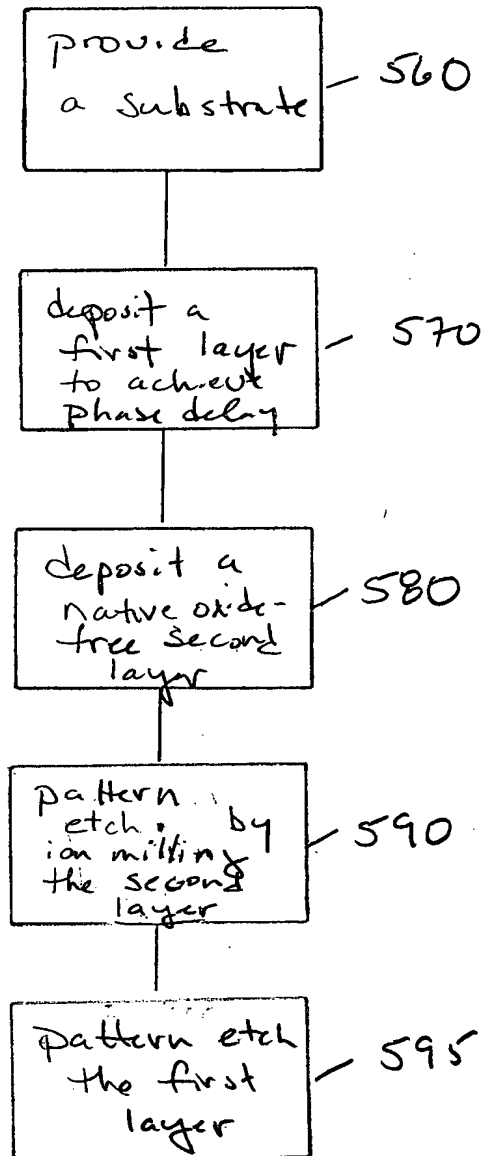 provide
a substrate
560
deposit a
first layer
to achieve
phase delay
570
deposit a
native oxide-
free second
layer
580
pattern
etch by
ion milling
the second
layer
590
pattern etch
the first
layer
595